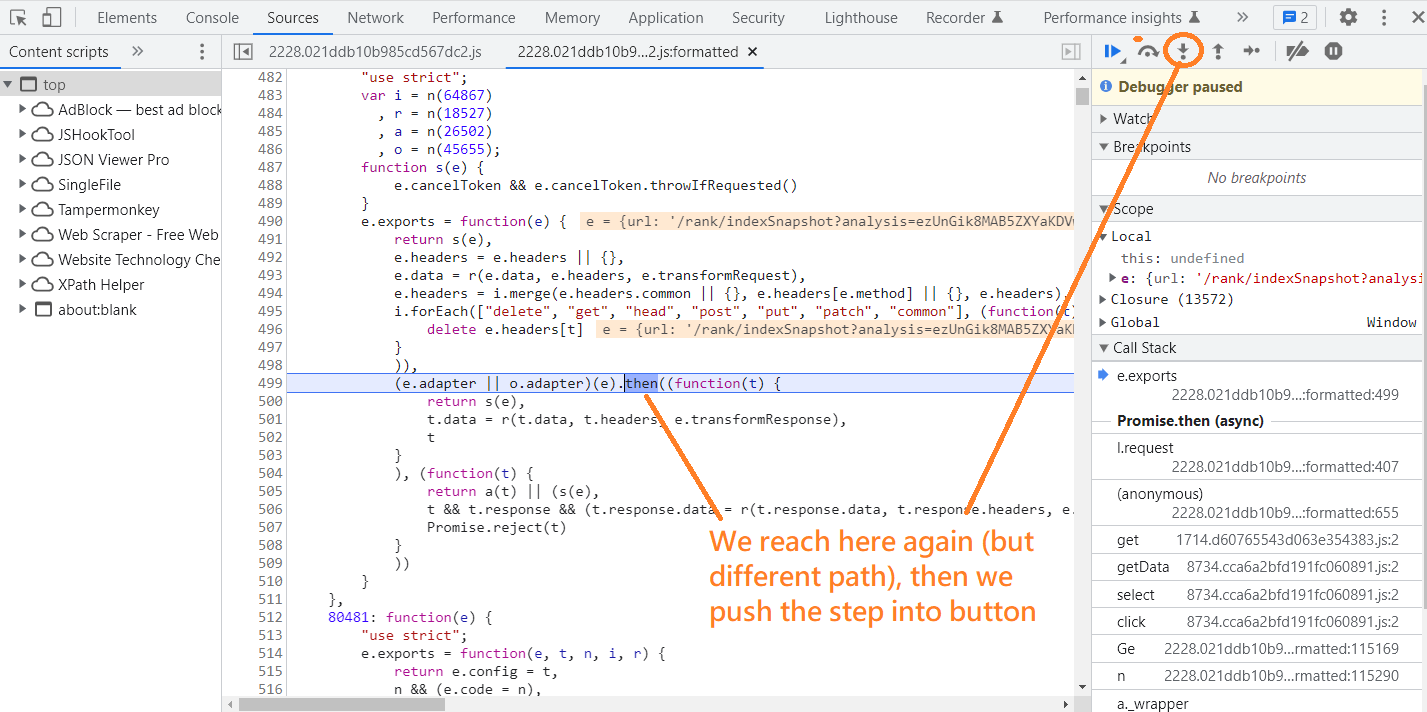 Elements Console Sources Network Performance Memory Application Security Lighthouse Recorder Performance insights 2
Content scripts
2228.021ddb10b985cd567dc2.js 2228.021ddb10b9...2.js:formatted
top
AdBlock — best ad block
JSHookTool
JSON Viewer Pro
SingleFile
Tampermonkey
Web Scraper - Free Web
Website Technology Che
XPath Helper
about:blank
482 "use strict";
483 var i = n(64867)
484 , r = n(18527)
485 , a = n(26502)
486 , o = n(45655);
487 function s(e) {
488 e.cancelToken && e.cancelToken.throwIfRequested()
489 }
490 e.exports = function(e) { e = {url: '/rank/indexSnapshot?analysis=ezUnGik8MAB5ZXYaKDV
491 return s(e),
492 e.headers = e.headers || {},
493 e.data = r(e.data, e.headers, e.transformRequest),
494 e.headers = i.merge(e.headers.common || {}, e.headers[e.method] || {}, e.headers),
495 i.forEach(["delete", "get", "head", "post", "put", "patch", "common"], (function(t)
496 delete e.headers[t] e = {url: '/rank/indexSnapshot?analysis=ezUnGik8MAB5ZXYaK
497 }
498 )),
499 (e.adapter || o.adapter)(e).then((function(t) {
500 return s(e),
501 t.data = r(t.data, t.headers, e.transformResponse),
502 t
503 }
504 ), (function(t) {
505 return a(t) || (s(e),
506 t && t.response && (t.response.data = r(t.response.data, t.response.headers, e.
507 Promise.reject(t)
508 }
509 ))
510 }
511 },
512 80481: function(e) {
513 "use strict";
514 e.exports = function(e, t, n, i, r) {
515 return e.config = t,
516 n && (e.code = n),
We reach here again (but
different path), then we
push the step into button
Debugger paused
Watch
Breakpoints
No breakpoints
Scope
Local
this: undefined
e: {url: '/rank/indexSnapshot?analysi
Closure (13572)
Global Window
Call Stack
e.exports
2228.021ddb10b9...:formatted:499
Promise.then (async)
l.request
2228.021ddb10b9...:formatted:407
(anonymous)
2228.021ddb10b9...:formatted:655
get 1714.d60765543d063e354383.js:2
getData 8734.cca6a2bfd191fc060891.js:2
select 8734.cca6a2bfd191fc060891.js:2
click 8734.cca6a2bfd191fc060891.js:2
Ge 2228.021ddb10b9...rmatted:115169
n 2228.021ddb10b9...rmatted:115290
a._wrapper